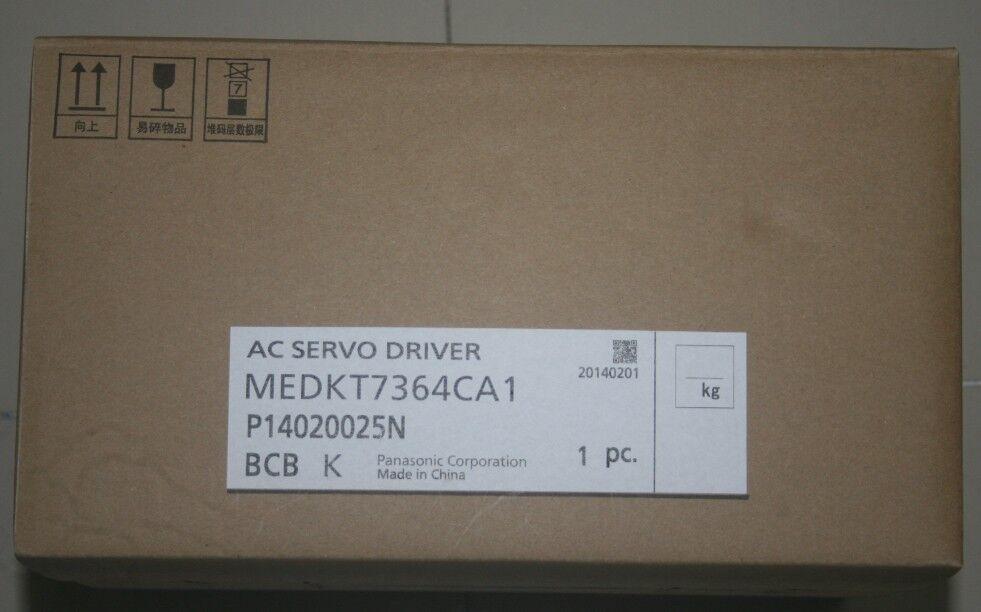 向上
易碎物品
7
堆码层数极限
AC SERVO DRIVER
MEDKT7364CA1
20140201
P14020025N
BCB K
Panasonic Corporation
Made in China
1 pc.
kg